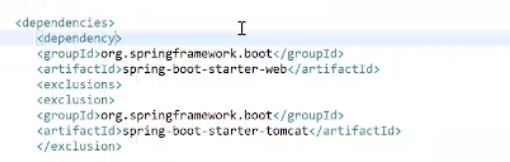 <dependencies>
<dependency>
<groupId>org.springframework.boot</groupId>
<artifactId>spring-boot-starter-web</artifactId>
<exclusions>
<exclusion>
<groupId>org.springframework.boot</groupId>
<artifactId>spring-boot-starter-tomcat</artifactId>
</exclusion>